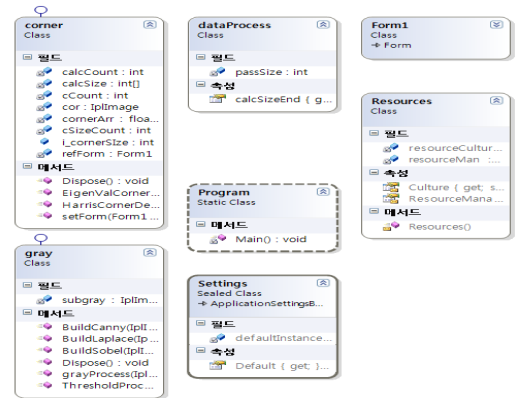 corner
Class
필드
calcCount : int
calcSize : int[]
cCount : int
cor : IplImage
cornerArr : floa...
cSizeCount : int
i_cornerSIze : int
refForm : Form1
메서드
Dispose() : void
EigenValCorner...
HarrisCornerDe...
setForm(Form1 ...
gray
Class
필드
subgray : IplIm...
메서드
BuildCanny(IplI...
BuildLaplace(Ip...
BuildSobel(IplI...
Dispose() : void
grayProcess(Ipl...
ThresholdProc...
dataProcess
Class
필드
passSize : int
속성
calcSizeEnd { g...
Program
Static Class
메서드
Main() : void
Settings
Sealed Class
ApplicationSettingsB...
필드
defaultInstance...
속성
Default { get; }...
Form1
Class
Form
Resources
Class
필드
resourceCultur...
resourceMan :...
속성
Culture { get; s...
ResourceMana...
메서드
Resources()